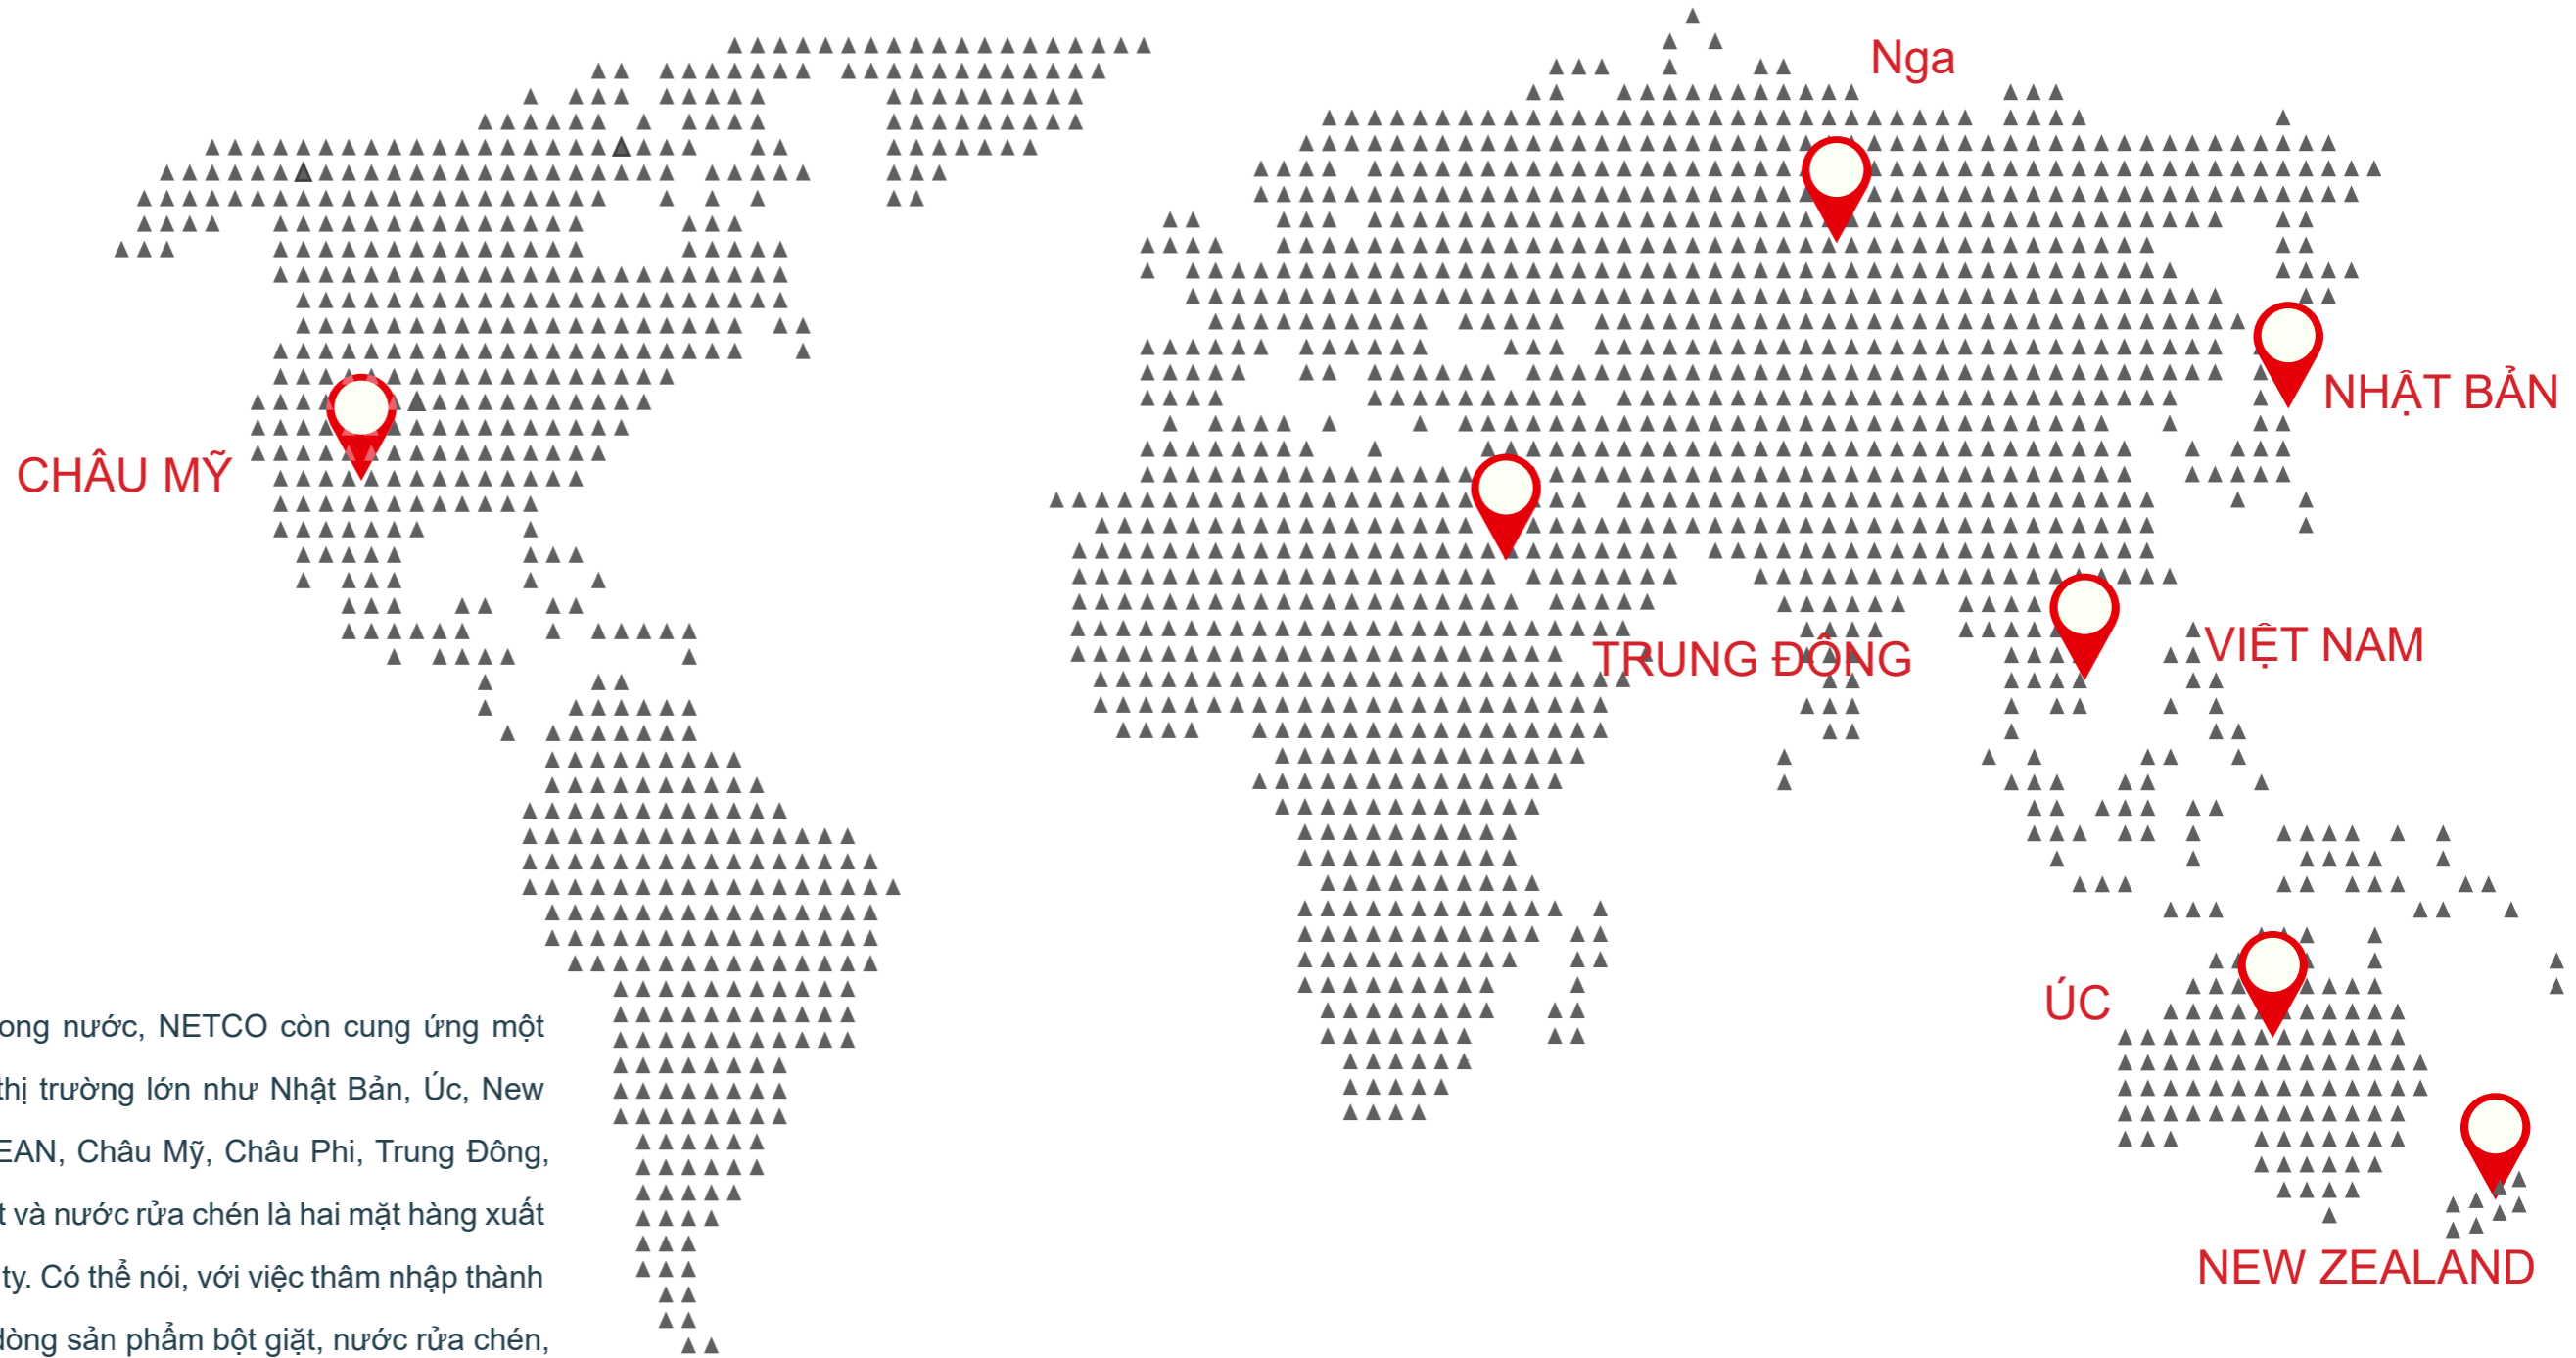 Nga
NHẬT BẢN
CHÂU MỸ
TRUNG ĐÔNG
VIỆT NAM
ÚC
NEW ZEALAND
ong nước, NETCO còn cung ứng một
thị trường lớn như Nhật Bản, Úc, New
EAN, Châu Mỹ, Châu Phi, Trung Đông,
t và nước rửa chén là hai mặt hàng xuất
ty. Có thể nói, với việc thâm nhập thành
dòng sản phẩm bột giặt, nước rửa chén,